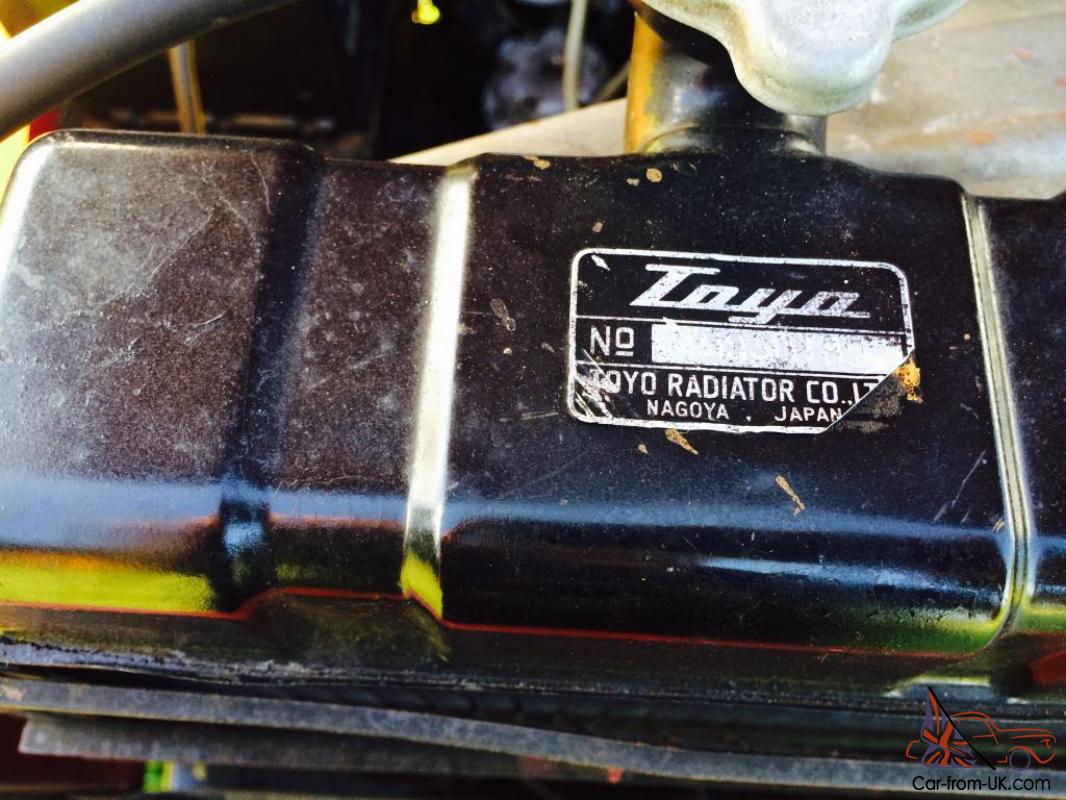 Toyo
No
TOYO RADIATOR CO.,LT
NAGOYA . JAPAN
Car-from-UK.com